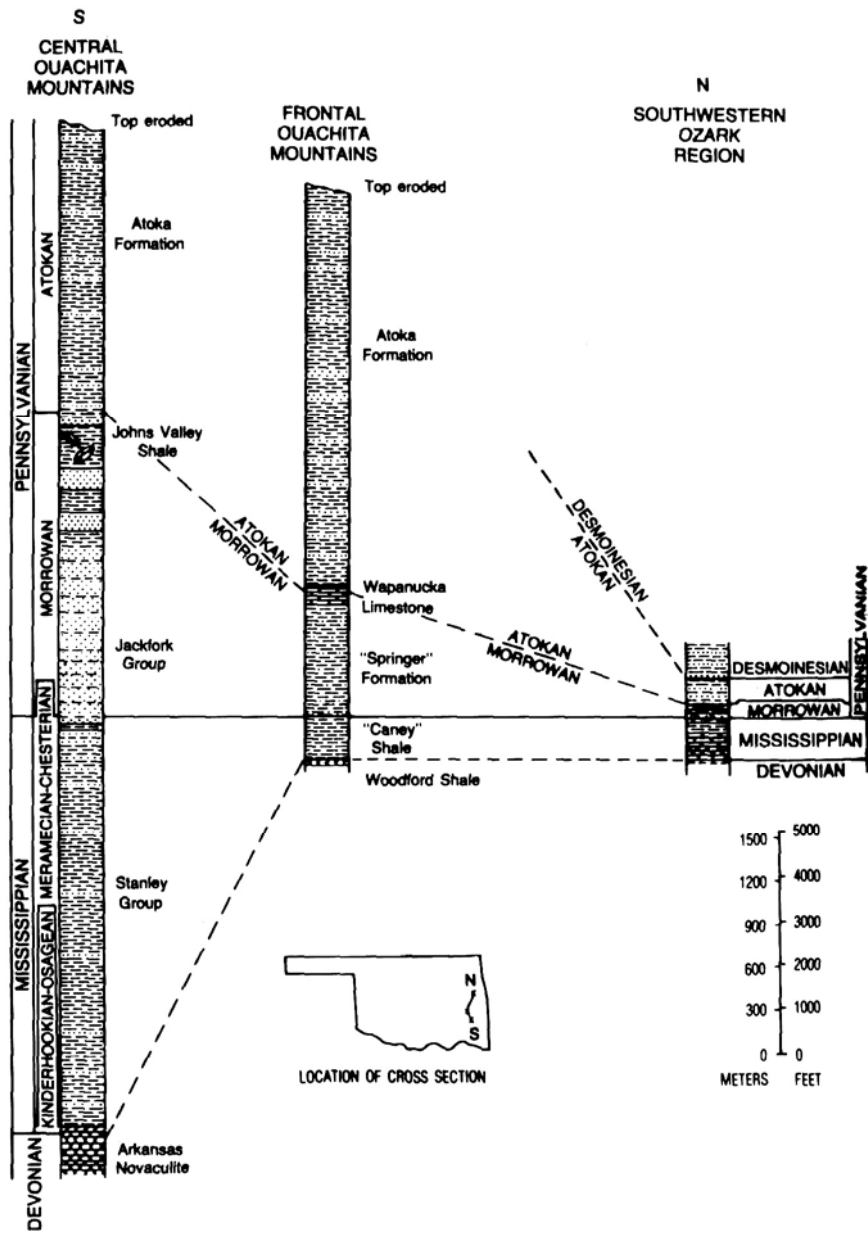 S
CENTRAL
OUACHITA
MOUNTAINS
FRONTAL
OUACHITA
MOUNTAINS
N
SOUTHWESTERN
OZARK
REGION
Top eroded
Top eroded
Atoka
Formation
Atoka
Formation
Johns Valley
Shale
Jackfork
Group
Stanley
Group
Arkansas
Novaculite
ATOKAN
MORROWAN
Wapanucka
Limestone
"Springer"
Formation
"Caney"
Shale
Woodford Shale
ATOKAN
MORROWAN
DESMOINESIAN
ATOKAN
DESMOINESIAN
ATOKAN
MORROWAN
MISSISSIPPIAN
DEVONIAN
PENNSYLVANIAN
PENNSYLVANIAN
ATOKAN
MORROWAN
MISSISSIPPIAN
MERAMECIAN-CHESTERIAN
KINDERHOOKIAN-OSAGEAN
DEVONIAN
N
S
LOCATION OF CROSS SECTION
1500 5000
1200 4000
900 3000
600 2000
300 1000
0 0
METERS FEET